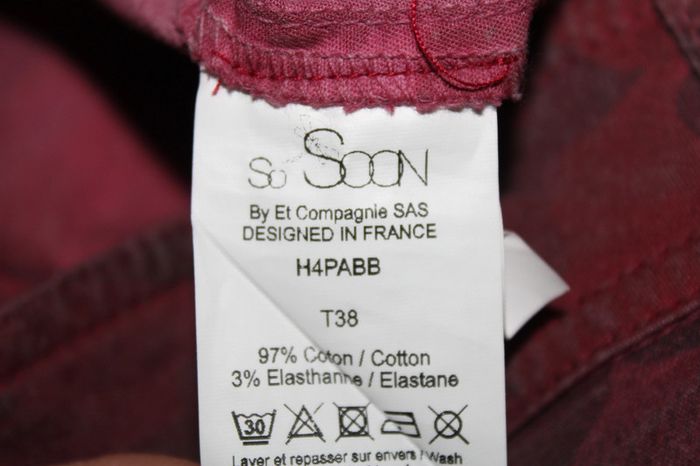 So Soon
By Et Compagnie SAS
DESIGNED IN FRANCE
H4PABB
T38
97% Coton / Cotton
3% Elasthanne / Elastane
30
Laver et repasser sur envers / Wash